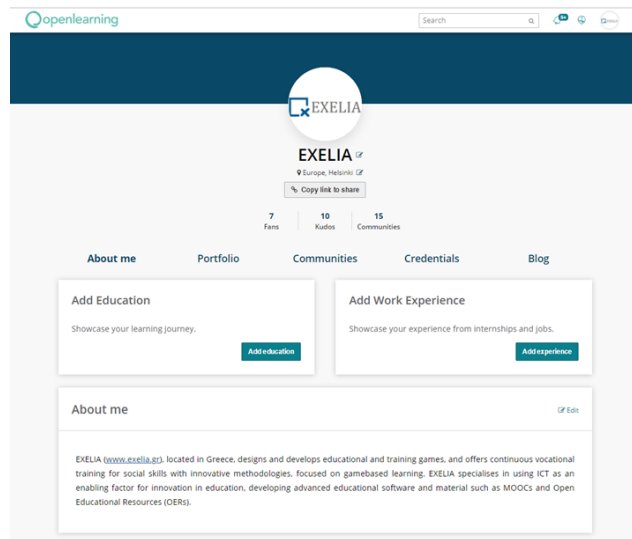 openlearning
Search
9+
EXELIA
EXELIA
Europe, Helsinki
Copy link to share
7 10 15
Fans Kudos Communities
About me Portfolio Communities Credentials Blog
Add Education Add Work Experience
Showcase your learning journey. Showcase your experience from internships and jobs.
Add education Add experience
About me Edit
EXELIA (www.exelia.gr), located in Greece, designs and develops educational and training games, and offers continuous vocational
training for social skills with innovative methodologies, focused on gamebased learning. EXELIA specialises in using ICT as an
enabling factor for innovation in education, developing advanced educational software and material such as MOOCs and Open
Educational Resources (OERs).